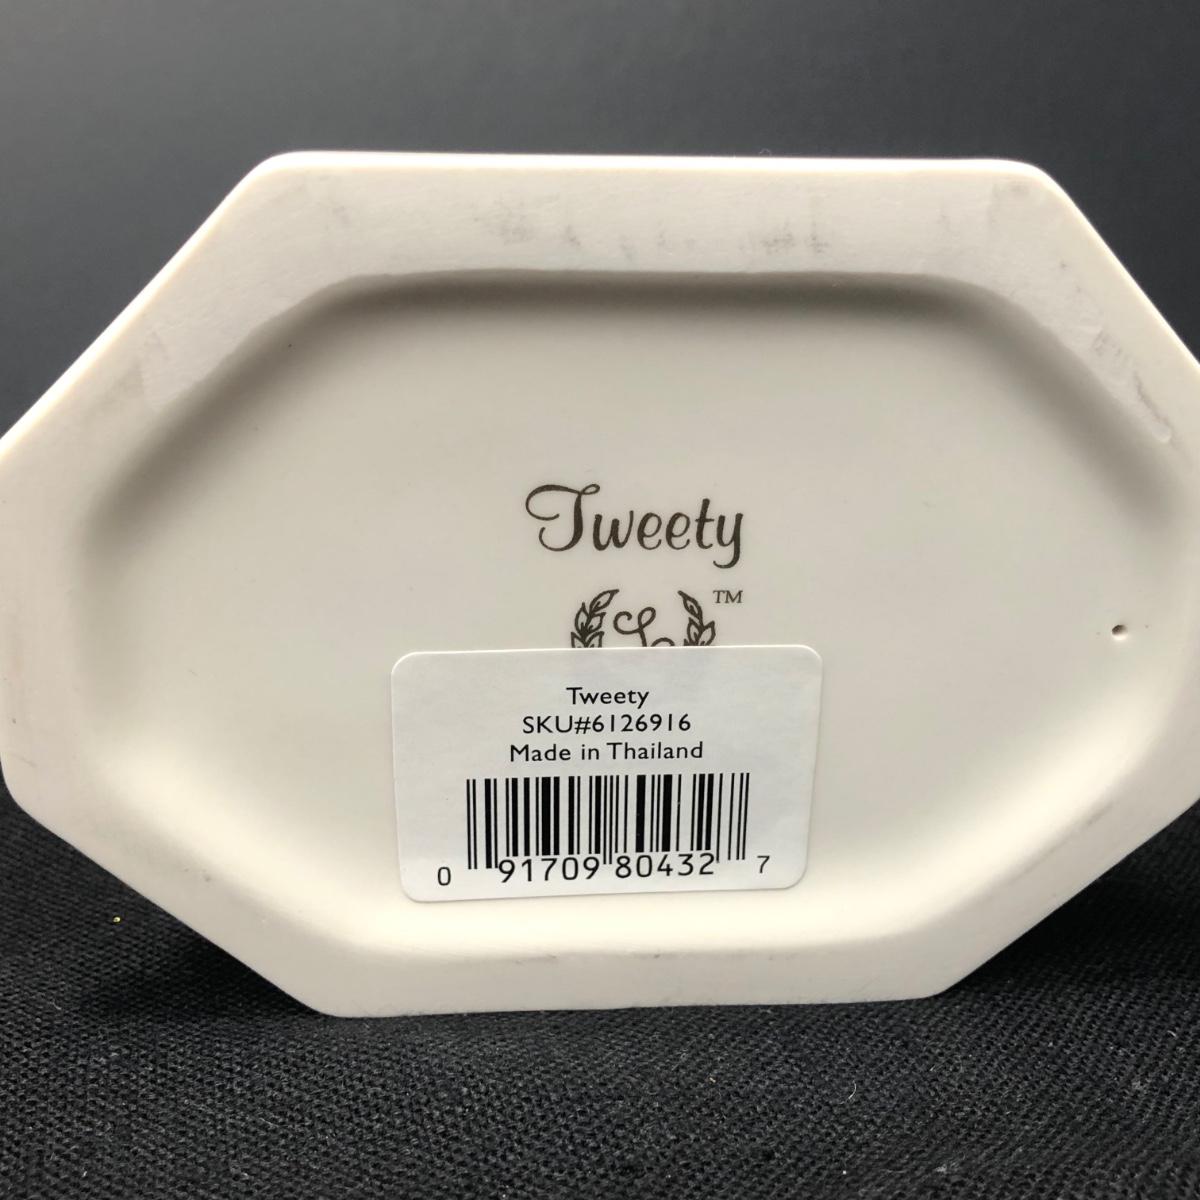 Tweety
L
TM
Tweety
SKU#6126916
Made in Thailand
0 91709 80432 7